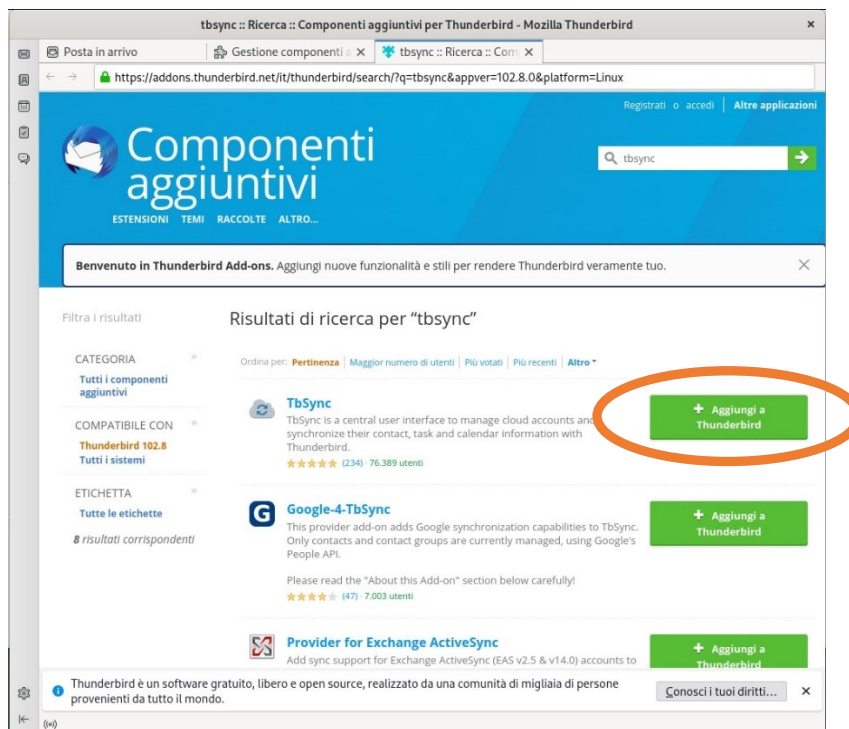 tbsync :: Ricerca :: Componenti aggiuntivi per Thunderbird - Mozilla Thunderbird
Posta in arrivo
Gestione componenti a
tbsync :: Ricerca :: Com
https://addons.thunderbird.net/it/thunderbird/search/?q=tbsync&appver=102.8.0&platform=Linux
Registrati o accedi | Altre applicazioni
Componenti
aggiuntivi
tbsync
ESTENSIONI TEMI RACCOLTE ALTRO...
Benvenuto in Thunderbird Add-ons. Aggiungi nuove funzionalità e stili per rendere Thunderbird veramente tuo.
Filtra i risultati
CATEGORIA »
Tutti i componenti
aggiuntivi
COMPATIBILE CON »
Thunderbird 102.8
Tutti i sistemi
ETICHETTA »
Tutte le etichette
8 risultati corrispondenti
Risultati di ricerca per “tbsync”
Ordina per: Pertinenza | Maggior numero di utenti | Più votati | Più recenti | Altro
TbSync
TbSync is a central user interface to manage cloud accounts and
synchronize their contact, task and calendar information with
Thunderbird.
(234) · 76.389 utenti
+ Aggiungi a
Thunderbird
Google-4-TbSync
This provider add-on adds Google synchronization capabilities to TbSync.
Only contacts and contact groups are currently managed, using Google's
People API.
Please read the "About this Add-on" section below carefully!
(47) · 7.003 utenti
+ Aggiungi a
Thunderbird
Provider for Exchange ActiveSync
Add sync support for Exchange ActiveSync (EAS v2.5 & v14.0) accounts to
+ Aggiungi a
Thunderbird
Thunderbird è un software gratuito, libero e open source, realizzato da una comunità di migliaia di persone
provenienti da tutto il mondo.
Conosci i tuoi diritti...